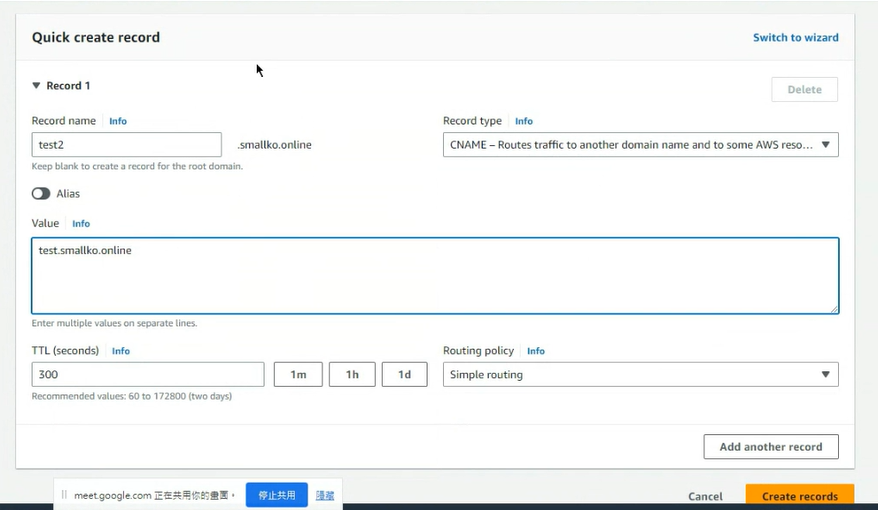 Quick create record
Switch to wizard
Record 1
Delete
Record name Info
Record type Info
test2 .smallko.online
CNAME – Routes traffic to another domain name and to some AWS reso...
Keep blank to create a record for the root domain.
Alias
Value Info
test.smallko.online
Enter multiple values on separate lines.
TTL (seconds) Info
Routing policy Info
300 1m 1h 1d
Simple routing
Recommended values: 60 to 172800 (two days)
Add another record
meet.google.com 正在共用你的畫面。
停止共用
隱藏
Cancel
Create records